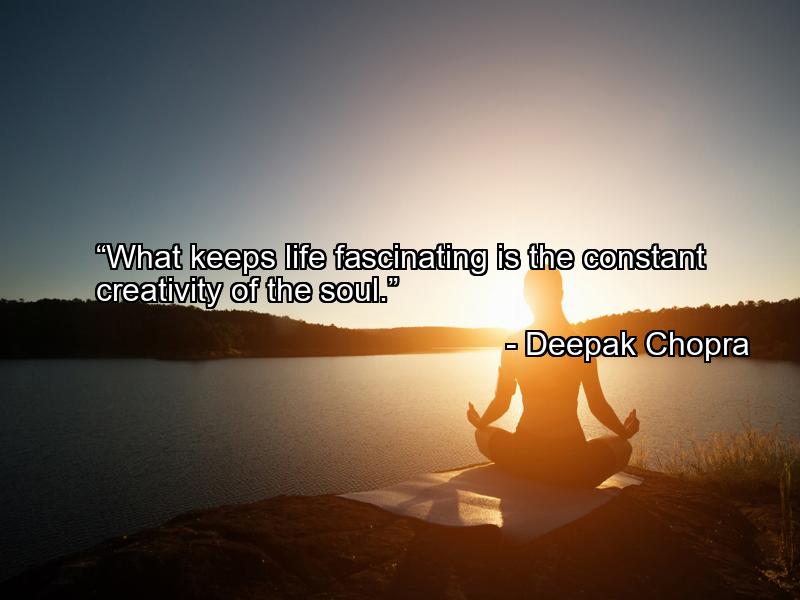 “What keeps life fascinating is the constant
creativity of the soul.”
- Deepak Chopra